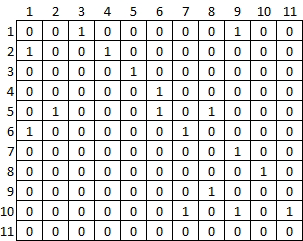 1 2 3 4 5 6 7 8 9 10 11
1 0 0 1 0 0 0 0 0 1 0 0
2 1 0 0 1 0 0 0 0 0 0 0
3 0 0 0 0 1 0 0 0 0 0 0
4 0 0 0 0 0 1 0 0 0 0 0
5 0 1 0 0 0 1 0 1 0 0 0
6 1 0 0 0 0 0 1 0 0 0 0
7 0 0 0 0 0 0 0 0 1 0 0
8 0 0 0 0 0 0 0 0 0 1 0
9 0 0 0 0 0 0 0 1 0 0 0
10 0 0 0 0 0 0 1 0 1 0 1
11 0 0 0 0 0 0 0 0 0 0 0